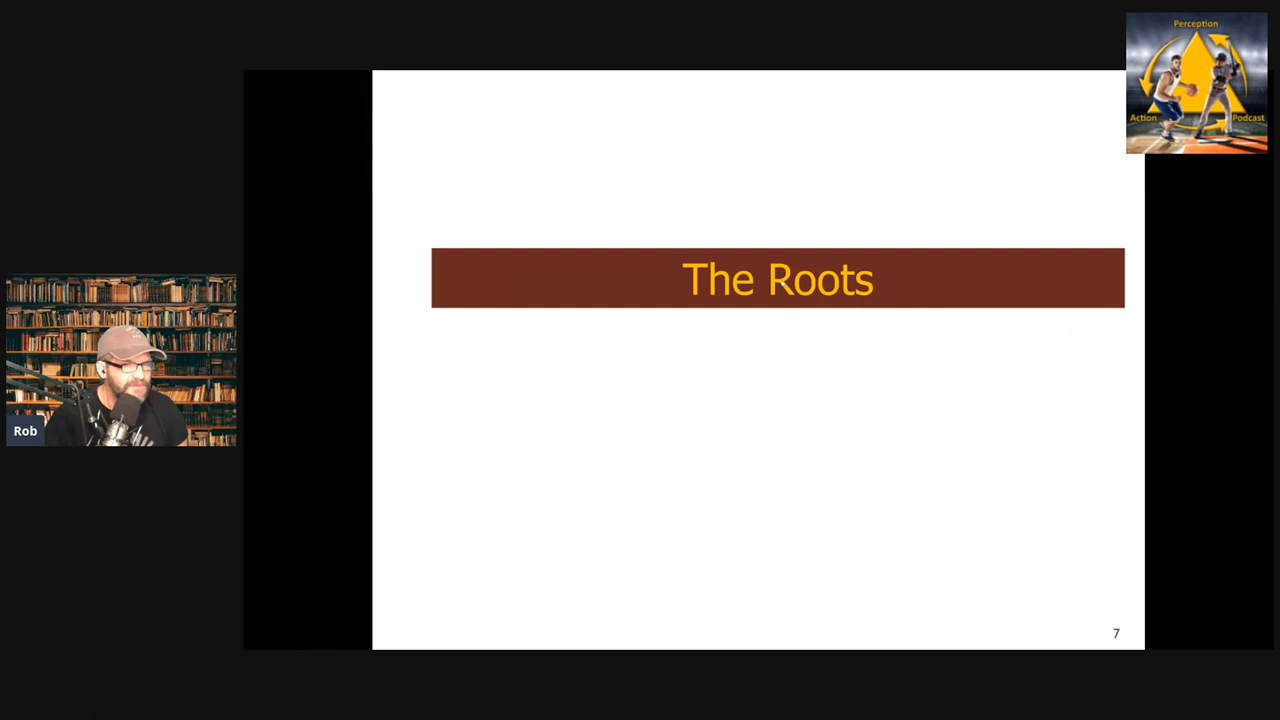 Perception
Action
Podcast
The Roots
Rob
7